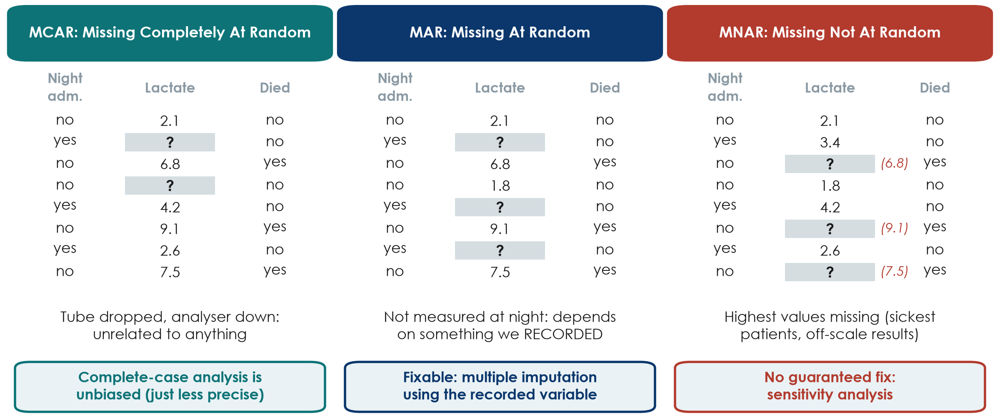 MCAR: Missing Completely At Random
Night adm. Lactate Died
no 2.1 no
yes ? no
no 6.8 yes
no ? no
yes 4.2 no
no 9.1 yes
yes 2.6 no
no 7.5 yes
Tube dropped, analyser down:
unrelated to anything
Complete-case analysis is
unbiased (just less precise)
MAR: Missing At Random
Night adm. Lactate Died
no 2.1 no
yes ? no
no 6.8 yes
no 1.8 no
yes ? no
no 9.1 yes
yes ? no
no 7.5 yes
Not measured at night: depends
on something we RECORDED
Fixable: multiple imputation
using the recorded variable
MNAR: Missing Not At Random
Night adm. Lactate Died
no 2.1 no
yes 3.4 no
no ? (6.8) yes
no 1.8 no
yes 4.2 no
no ? (9.1) yes
yes 2.6 no
no ? (7.5) yes
Highest values missing (sickest
patients, off-scale results)
No guaranteed fix:
sensitivity analysis